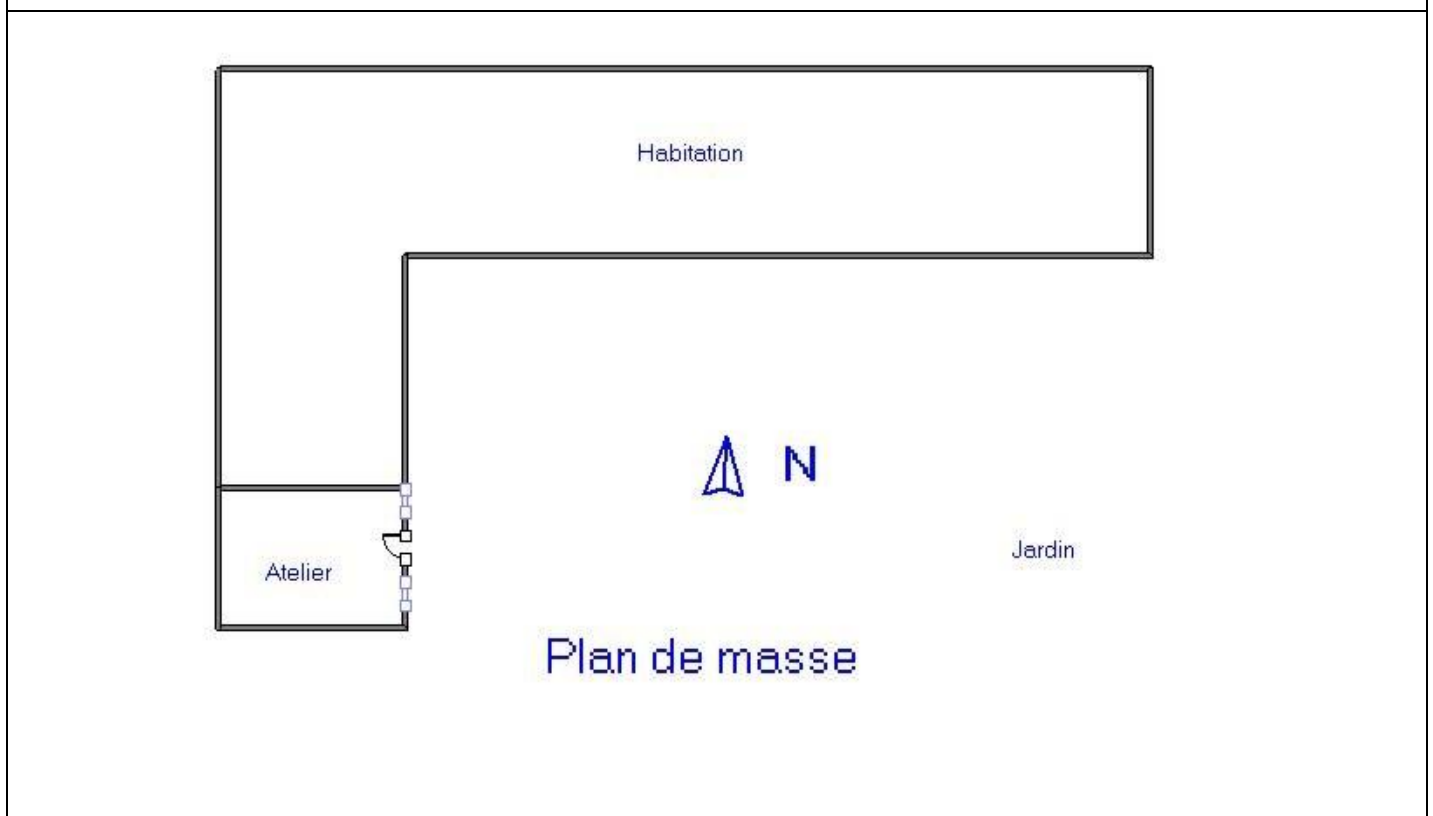 Habitation
N
Jardin
Atelier
Plan de masse